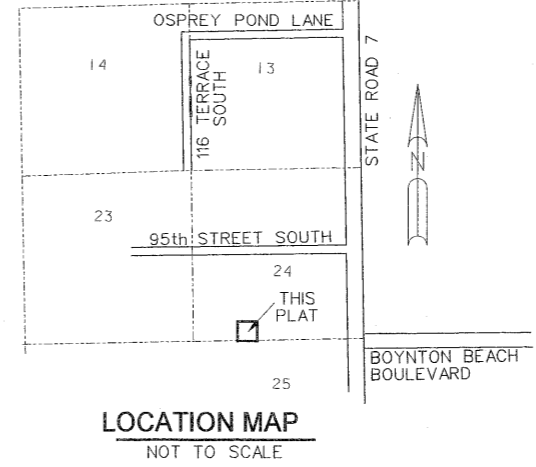 OSPREY POND LANE
14
13
116 TERRACE
SOUTH
STATE ROAD 7
N
23
95th STREET SOUTH
24
THIS
PLAT
BOYNTON BEACH
BOULEVARD
25
LOCATION MAP
NOT TO SCALE